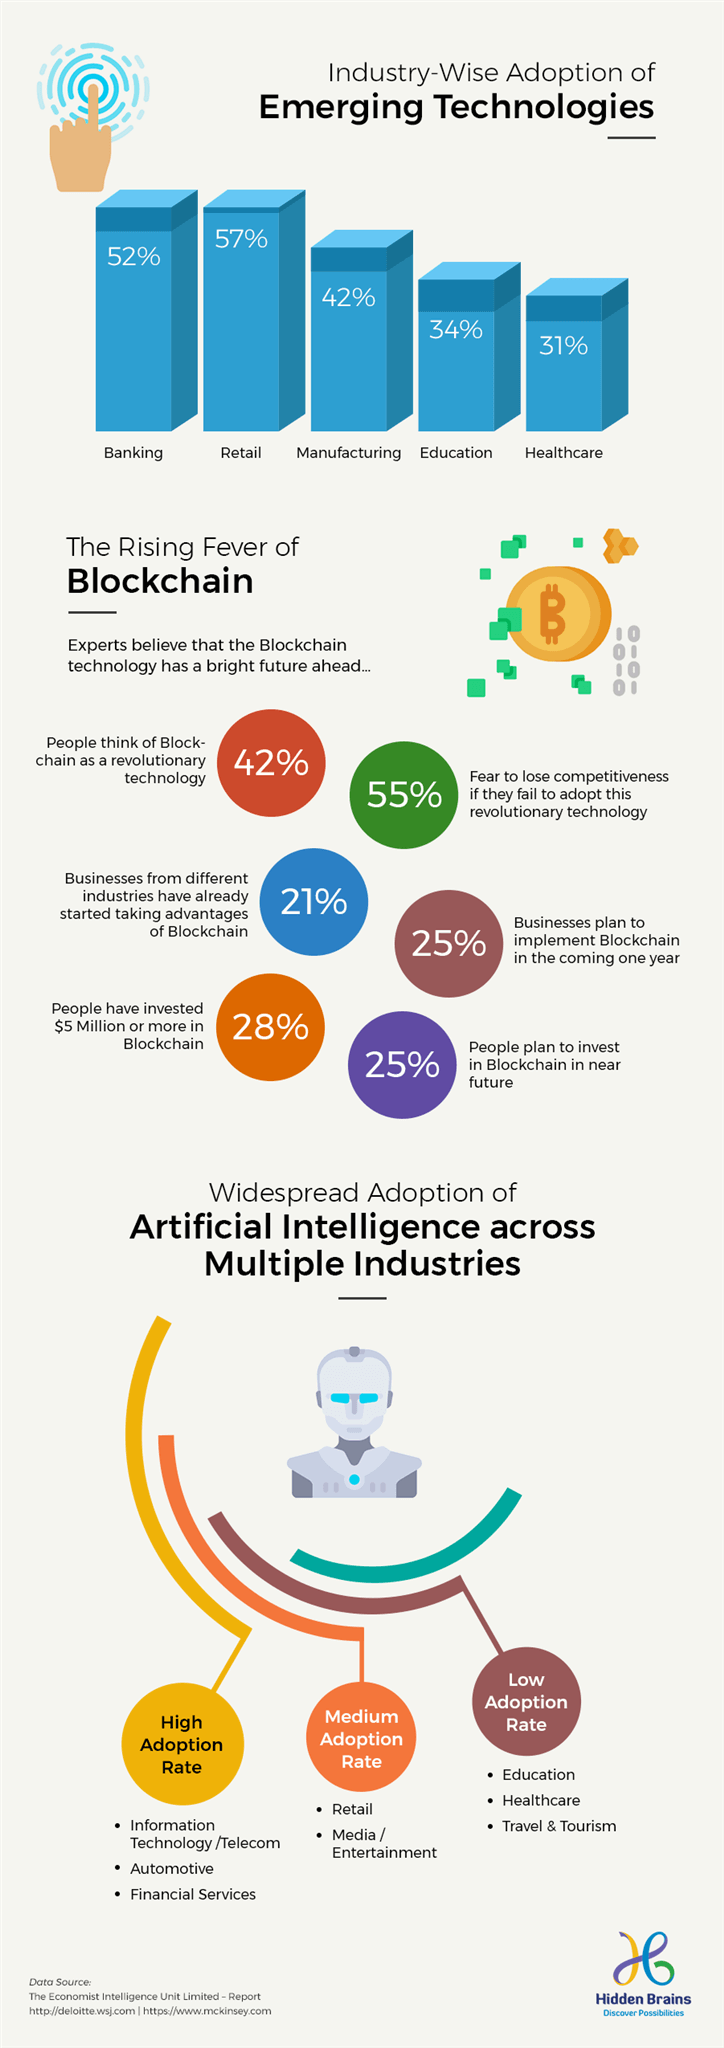 Industry-Wise Adoption of
Emerging Technologies
52%
57%
42%
34%
31%
Banking
Retail
Manufacturing
Education
Healthcare
The Rising Fever of
Blockchain
Experts believe that the Blockchain
technology has a bright future ahead...
People think of Block-
chain as a revolutionary
technology
42%
55%
Fear to lose competitiveness
if they fail to adopt this
revolutionary technology
Businesses from different
industries have already
started taking advantages
of Blockchain
21%
25%
Businesses plan to
implement Blockchain
in the coming one year
People have invested
$5 Million or more in
Blockchain
28%
25%
People plan to invest
in Blockchain in near
future
Widespread Adoption of
Artificial Intelligence across
Multiple Industries
High
Adoption
Rate
• Information
Technology /Telecom
• Automotive
• Financial Services
Medium
Adoption
Rate
• Retail
• Media /
Entertainment
Low
Adoption
Rate
• Education
• Healthcare
• Travel & Tourism
Data Source:
The Economist Intelligence Unit Limited – Report
http://deloitte.wsj.com | https://www.mckinsey.com
Hidden Brains
Discover Possibilities